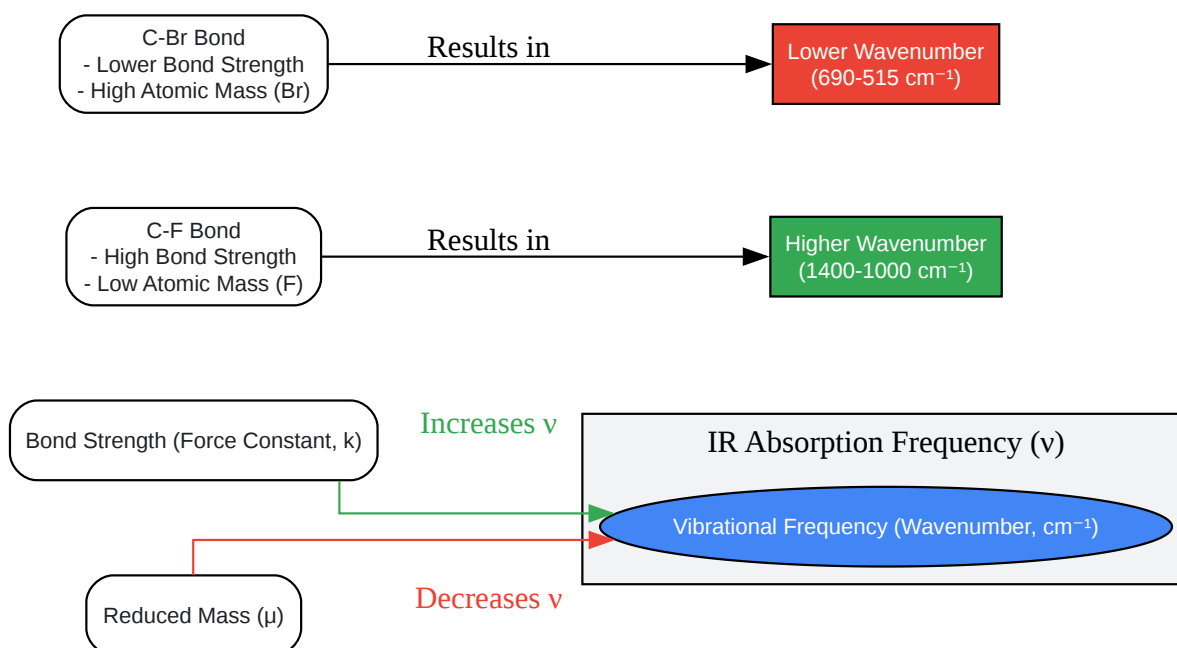 C-Br Bond
- Lower Bond Strength
- High Atomic Mass (Br)
Results in
Lower Wavenumber
(690-515 cm⁻¹)
C-F Bond
- High Bond Strength
- Low Atomic Mass (F)
Results in
Higher Wavenumber
(1400-1000 cm⁻¹)
Bond Strength (Force Constant, k)
Increases ν
IR Absorption Frequency (ν)
Vibrational Frequency (Wavenumber, cm⁻¹)
Reduced Mass (μ)
Decreases ν